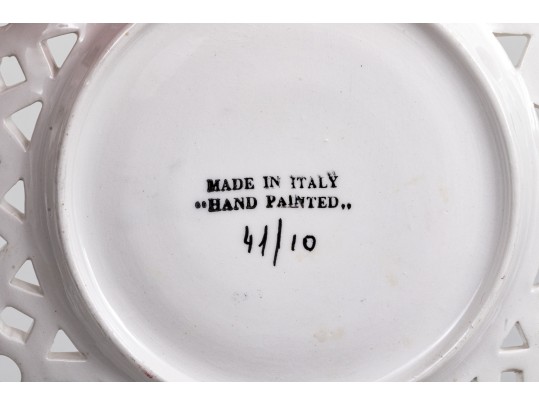 MADE IN ITALY
"HAND PAINTED„
41/10